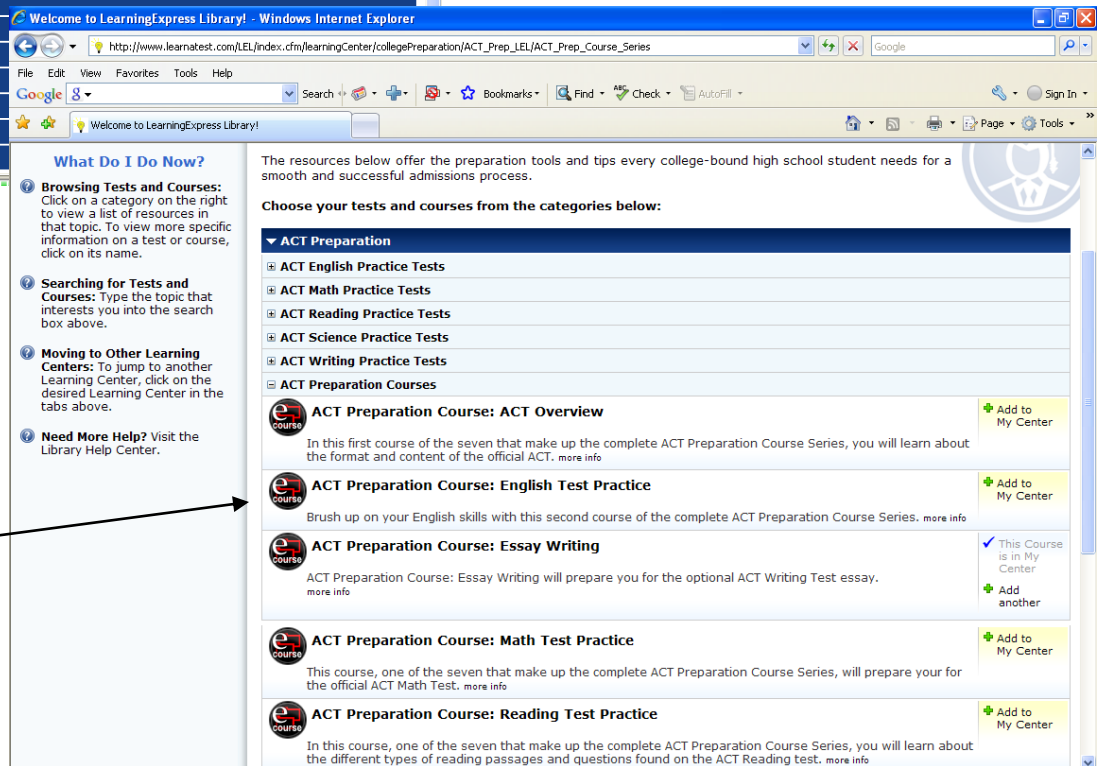 Welcome to LearningExpress Library! - Windows Internet Explorer
http://www.learnatest.com/LEL/index.cfm/learningCenter/collegePreparation/ACT_Prep_LEL/ACT_Prep_Course_Series
Google
File Edit View Favorites Tools Help
Google Search Bookmarks Find Check AutoFill Sign In
Welcome to LearningExpress Library! Page Tools
What Do I Do Now?
Browsing Tests and Courses:
Click on a category on the right
to view a list of resources in
that topic. To view more specific
information on a test or course,
click on its name.
Searching for Tests and
Courses: Type the topic that
interests you into the search
box above.
Moving to Other Learning
Centers: To jump to another
Learning Center, click on the
desired Learning Center in the
tabs above.
Need More Help? Visit the
Library Help Center.
The resources below offer the preparation tools and tips every college-bound high school student needs for a
smooth and successful admissions process.
Choose your tests and courses from the categories below:
ACT Preparation
ACT English Practice Tests
ACT Math Practice Tests
ACT Reading Practice Tests
ACT Science Practice Tests
ACT Writing Practice Tests
ACT Preparation Courses
e-course
ACT Preparation Course: ACT Overview
In this first course of the seven that make up the complete ACT Preparation Course Series, you will learn about
the format and content of the official ACT. more info
Add to
My Center
e-course
ACT Preparation Course: English Test Practice
Brush up on your English skills with this second course of the complete ACT Preparation Course Series. more info
Add to
My Center
e-course
ACT Preparation Course: Essay Writing
ACT Preparation Course: Essay Writing will prepare you for the optional ACT Writing Test essay.
more info
This Course
is in My
Center
Add
another
e-course
ACT Preparation Course: Math Test Practice
This course, one of the seven that make up the complete ACT Preparation Course Series, will prepare your for
the official ACT Math Test. more info
Add to
My Center
e-course
ACT Preparation Course: Reading Test Practice
In this course, one of the seven that make up the complete ACT Preparation Course Series, you will learn about
the different types of reading passages and questions found on the ACT Reading test. more info
Add to
My Center